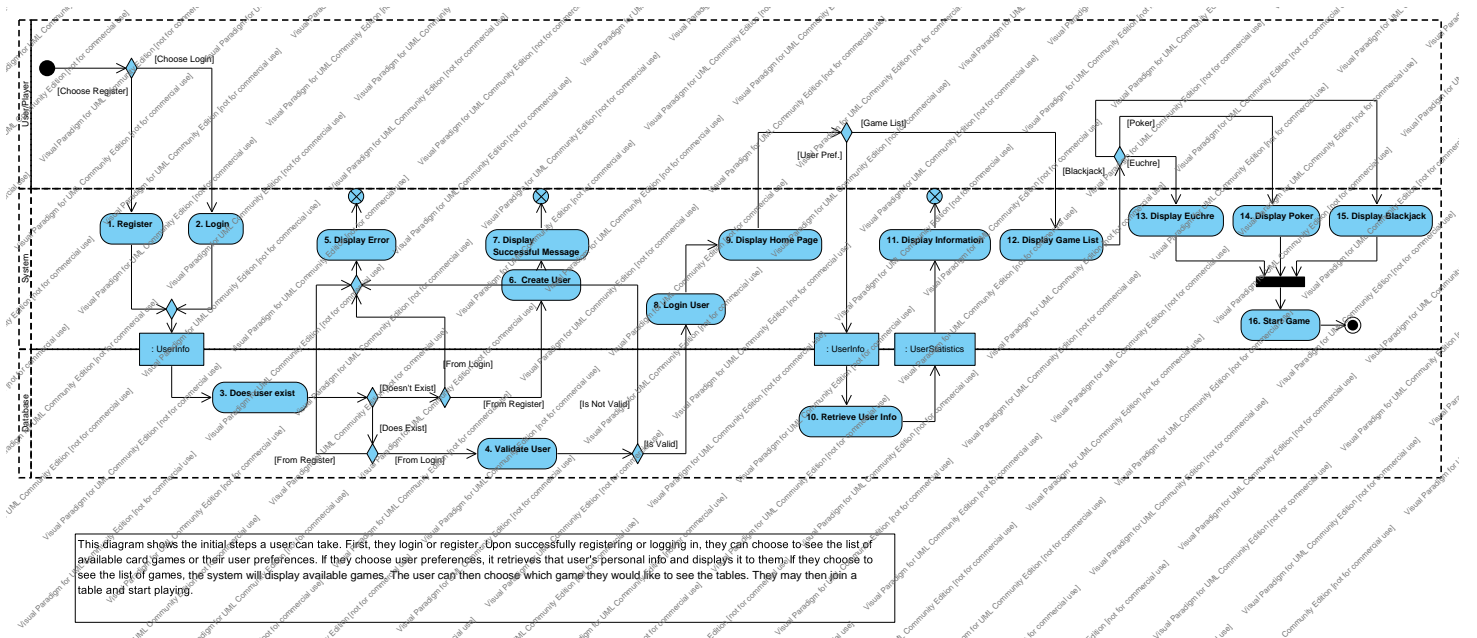 User/Player
[Choose Login]
[Choose Register]
[Game List]
[User Pref.]
[Poker]
[Euchre]
[Blackjack]
System
1. Register
2. Login
5. Display Error
7. Display
Successful Message
6. Create User
8. Login User
9. Display Home Page
11. Display Information
12. Display Game List
13. Display Euchre
14. Display Poker
15. Display Blackjack
16. Start Game
: UserInfo
: UserInfo
: UserStatistics
Database
3. Does user exist
[Doesn't Exist]
[From Login]
[From Register]
[Does Exist]
[From Register]
[From Login]
4. Validate User
[Is Not Valid]
[Is Valid]
10. Retrieve User Info
This diagram shows the initial steps a user can take. First, they login or register. Upon successfully registering or logging in, they can choose to see the list of
available card games or their user preferences. If they choose user preferences, it retrieves that user's personal info and displays it to them. If they choose to
see the list of games, the system will display available games. The user can then choose which game they would like to see the tables. They may then join a
table and start playing.
Visual Paradigm for UML Community Edition [not for commercial use]